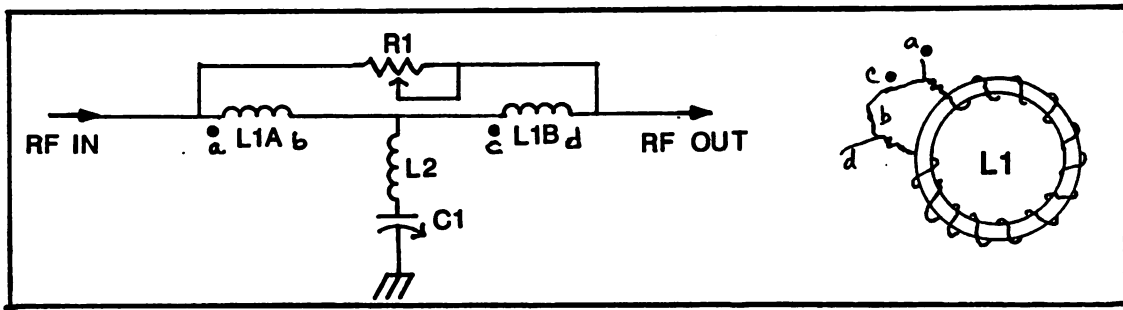 R1
a
c
b
d
L1
RF IN
a L1A b
c L1B d
RF OUT
L2
C1